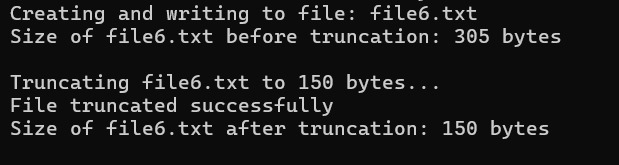 Creating and writing to file: file6.txt
Size of file6.txt before truncation: 305 bytes
Truncating file6.txt to 150 bytes...
File truncated successfully
Size of file6.txt after truncation: 150 bytes